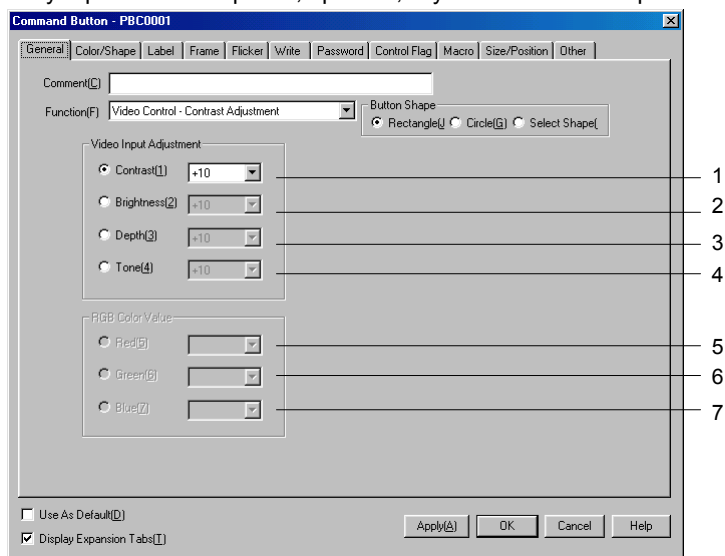 Command Button - PBC0001
General Color/Shape Label Frame Flicker Write Password Control Flag Macro Size/Position Other
Comment(C)
Function(F) Video Control - Contrast Adjustment
Button Shape
Rectangle(J Circle(G) Select Shape(
Video Input Adjustment
Contrast(1) +10 1
Brightness(2) +10 2
Depth(3) +10 3
Tone(4) +10 4
RGB Color Value
Red(5) 5
Green(6) 6
Blue(7) 7
Use As Default(D)
Apply(A) OK Cancel Help
Display Expansion Tabs(T)